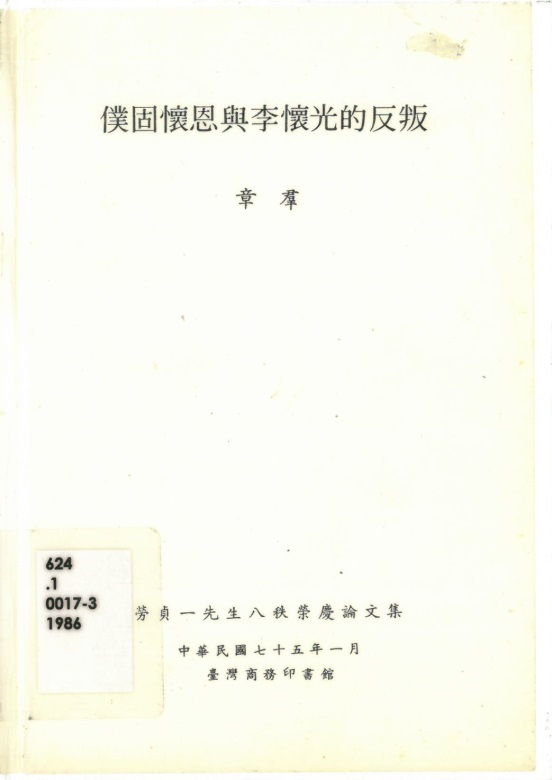 僕固懷恩與李懷光的反叛
章羣
624
.1
0017-3
1986
勞貞一先生八秩榮慶論文集
中華民國七十五年一月
臺灣商務印書館